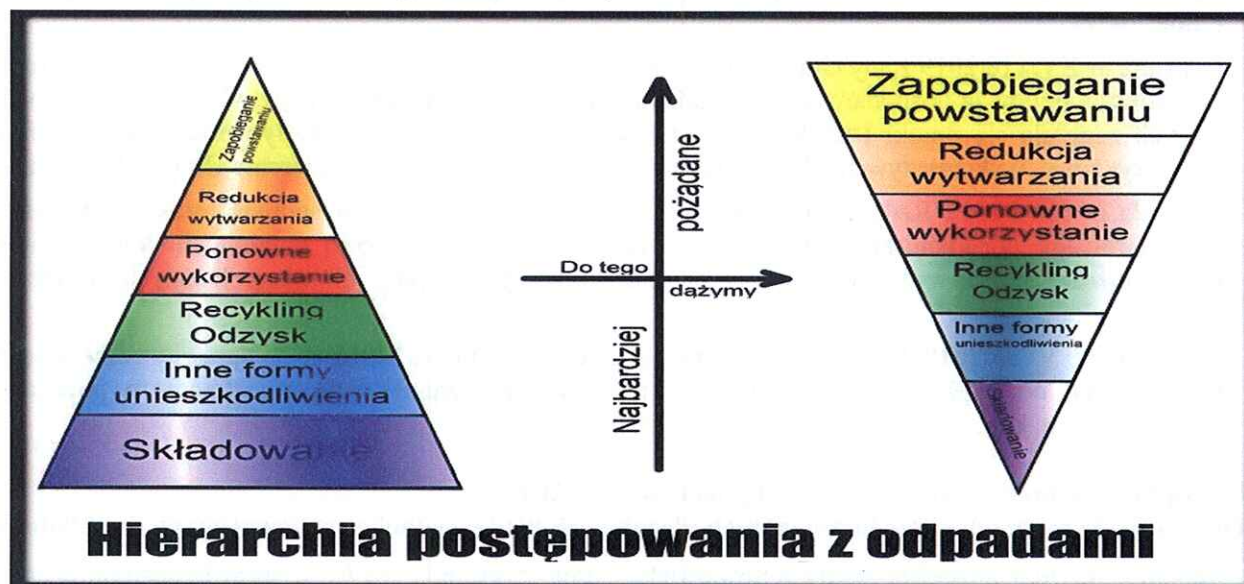 Zapobieganie
powstawaniu
Redukcja
wytwarzania
Ponowne
wykorzystanie
Recykling
Odzysk
Inne formy
unieszkodliwienia
Składowanie
Do tego
dążymy
Najbardziej
pożądane
Zapobieganie
powstawaniu
Redukcja
wytwarzania
Ponowne
wykorzystanie
Recykling
Odzysk
Inne formy
unieszkodliwienia
Składowanie
Hierarchia postępowania z odpadami